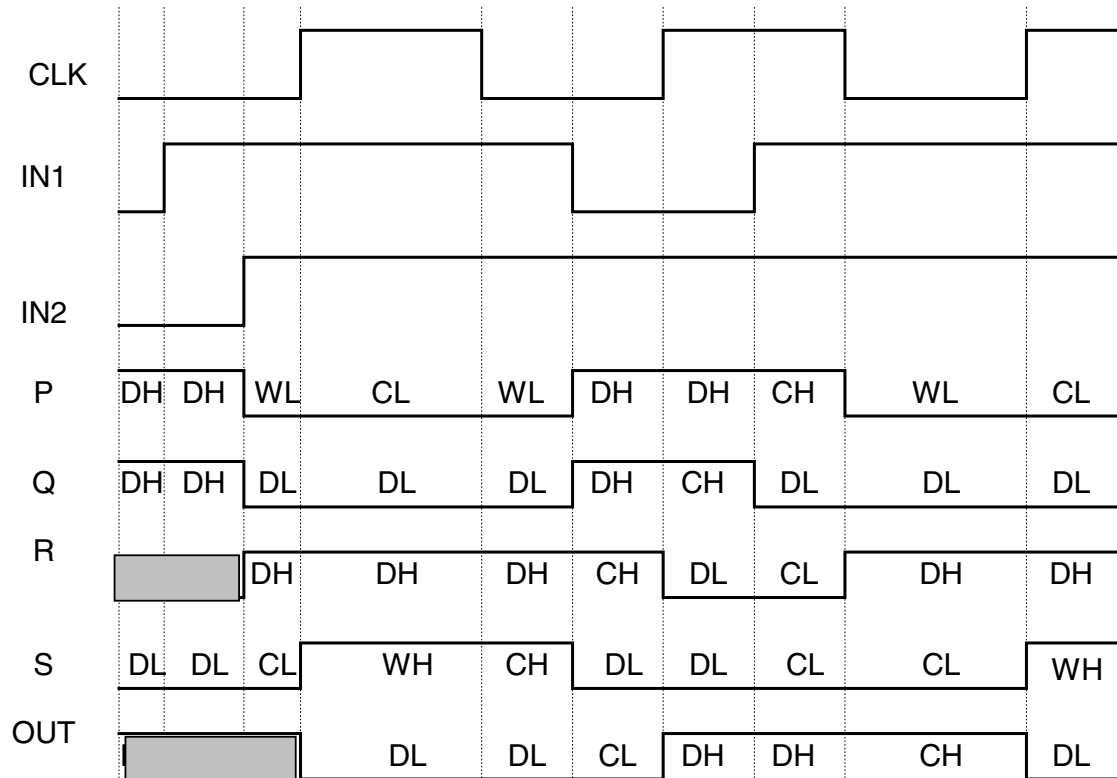 CLK
IN1
IN2
P DH DH WL CL WL DH DH CH WL CL
Q DH DH DL DL DL DH CH DL DL DL
R DH DH DH CH DL CL DH DH
S DL DL CL WH CH DL DL CL CL WH
OUT DL DL CL DH DH CH DL